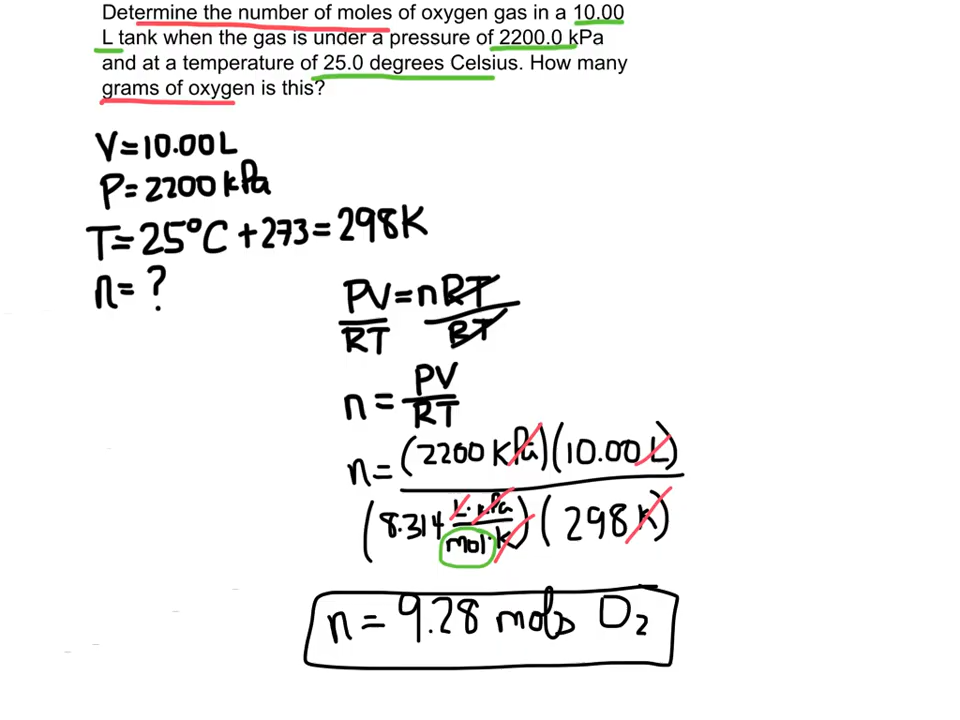 Determine the number of moles of oxygen gas in a 10.00
L tank when the gas is under a pressure of 2200.0 kPa
and at a temperature of 25.0 degrees Celsius. How many
grams of oxygen is this?
V=10.00L
P=2200 kPa
T=25°C +273=298K
n= ?
PV=nRT
RT RT
n = PV
RT
n= (2200 kPa)(10.00 L)
(8.314 L·kPa
mol·K) (298K)
n = 9.28 mols O₂